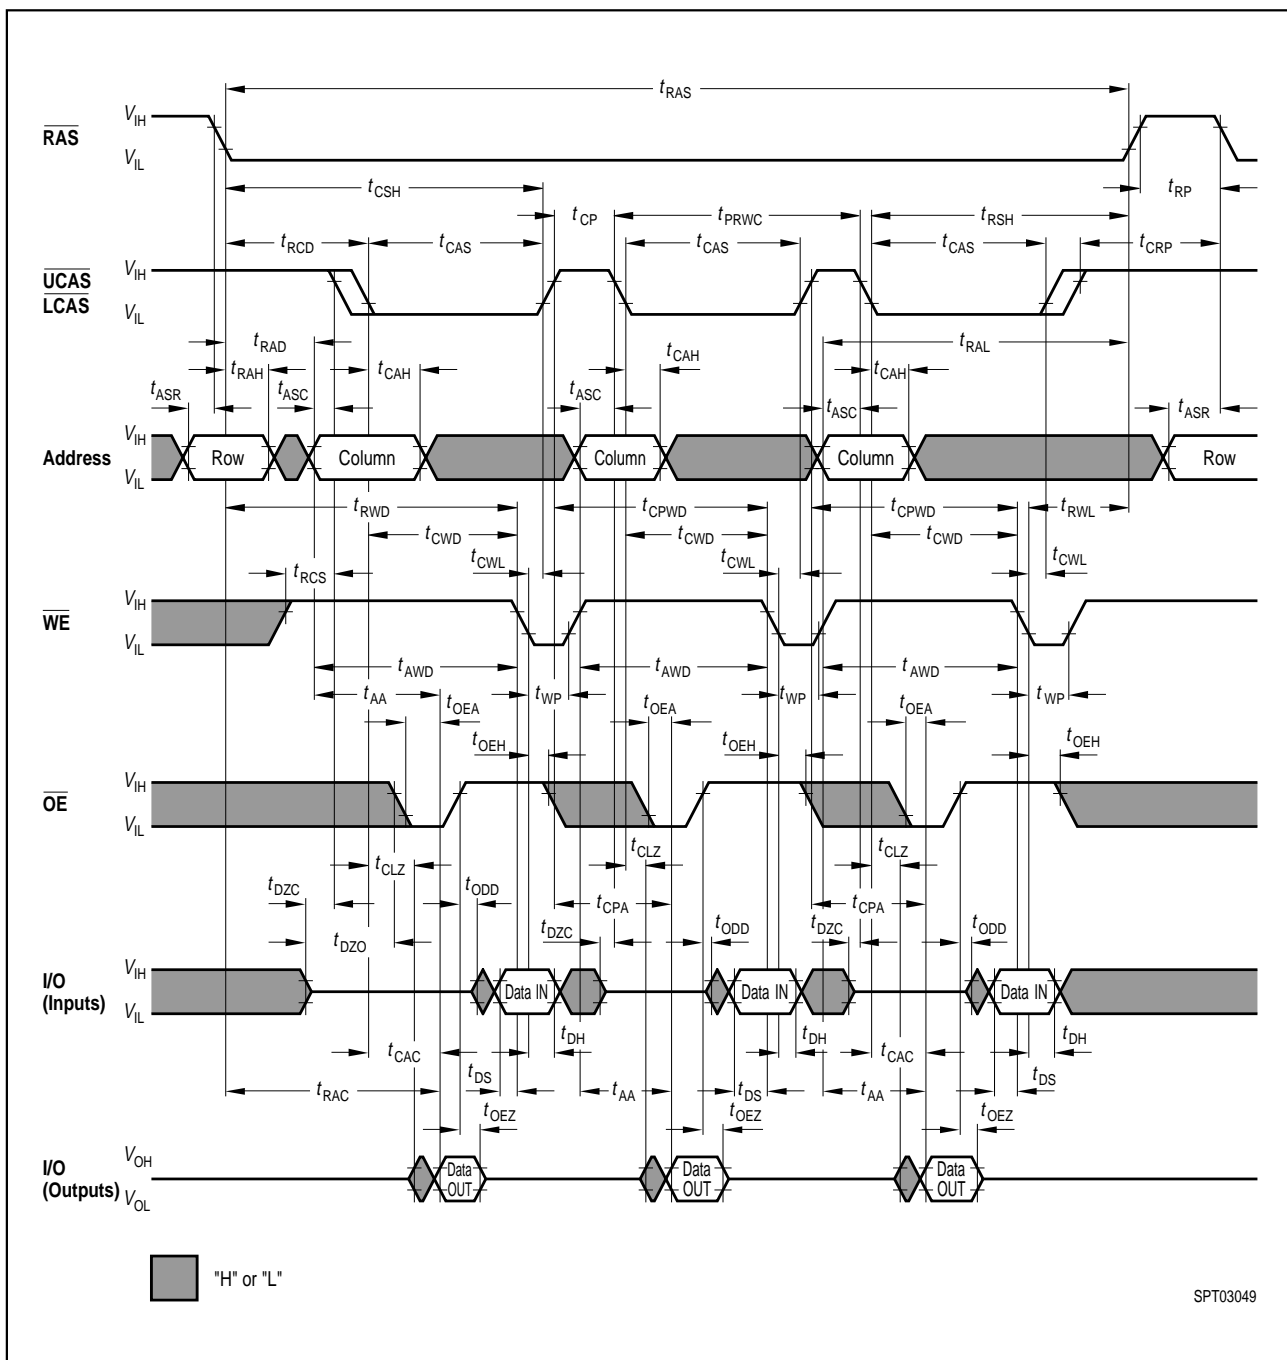 tRAS
RAS VIH
VIL
tCSH tRP
tCP tPRWC tRSH
tRCD tCAS tCAS tCAS tCRP
UCAS VIH
LCAS VIL
tRAD tRAL
tRAH tCAH tCAH tCAH
tASR tASC tASC tASC tASR
Address VIH
VIL
Row Column Column Column Row
tRWD tCPWD tCPWD tRWL
tCWD tCWD tCWD
tRCS tCWL tCWL tCWL
WE VIH
VIL
tAWD tAWD tAWD
tAA tWP tWP tWP
tOEA tOEA tOEA
tOEH tOEH tOEH
OE VIH
VIL
tCLZ tCLZ tCLZ
tDZC tODD tCPA tCPA
tDZO tDZC tODD tDZC tODD
I/O VIH
(Inputs) VIL
Data IN Data IN Data IN
tCAC tDH tDH tCAC tDH
tRAC tDS tAA tDS tAA tDS
tOEZ tOEZ tOEZ
I/O VOH
(Outputs) VOL
Data OUT Data OUT Data OUT
"H" or "L"
SPT03049